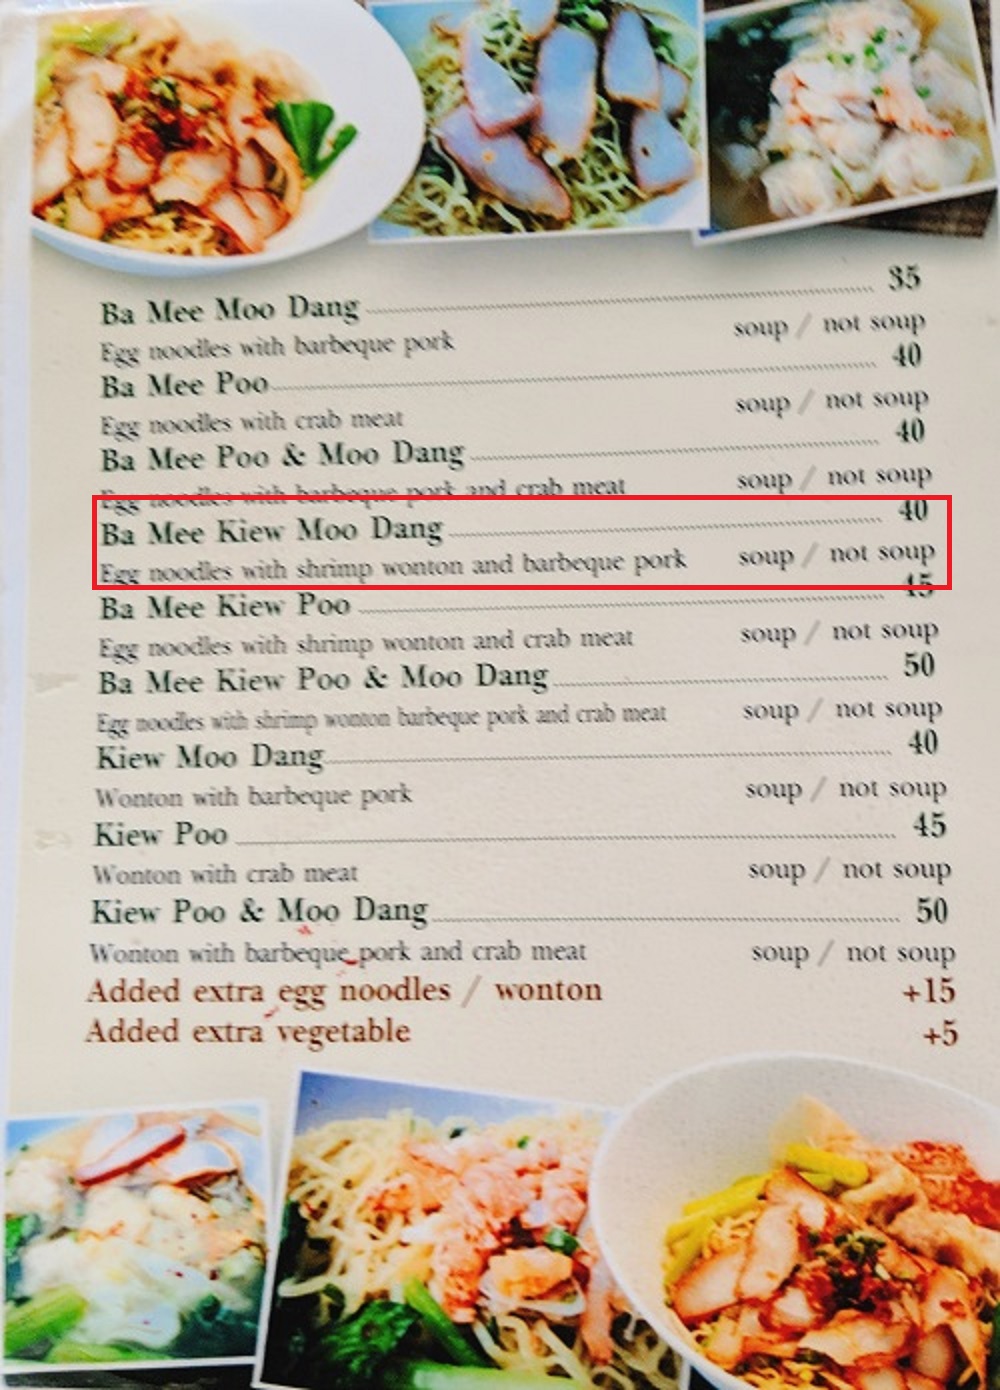 Ba Mee Moo Dang 35
Egg noodles with barbeque pork soup / not soup
Ba Mee Poo 40
Egg noodles with crab meat soup / not soup
Ba Mee Poo & Moo Dang 40
Egg noodles with barbeque pork and crab meat soup / not soup
Ba Mee Kiew Moo Dang 40
Egg noodles with shrimp wonton and barbeque pork soup / not soup
Ba Mee Kiew Poo 45
Egg noodles with shrimp wonton and crab meat soup / not soup
Ba Mee Kiew Poo & Moo Dang 50
Egg noodles with shrimp wonton barbeque pork and crab meat soup / not soup
Kiew Moo Dang 40
Wonton with barbeque pork soup / not soup
Kiew Poo 45
Wonton with crab meat soup / not soup
Kiew Poo & Moo Dang 50
Wonton with barbeque pork and crab meat soup / not soup
Added extra egg noodles / wonton +15
Added extra vegetable +5